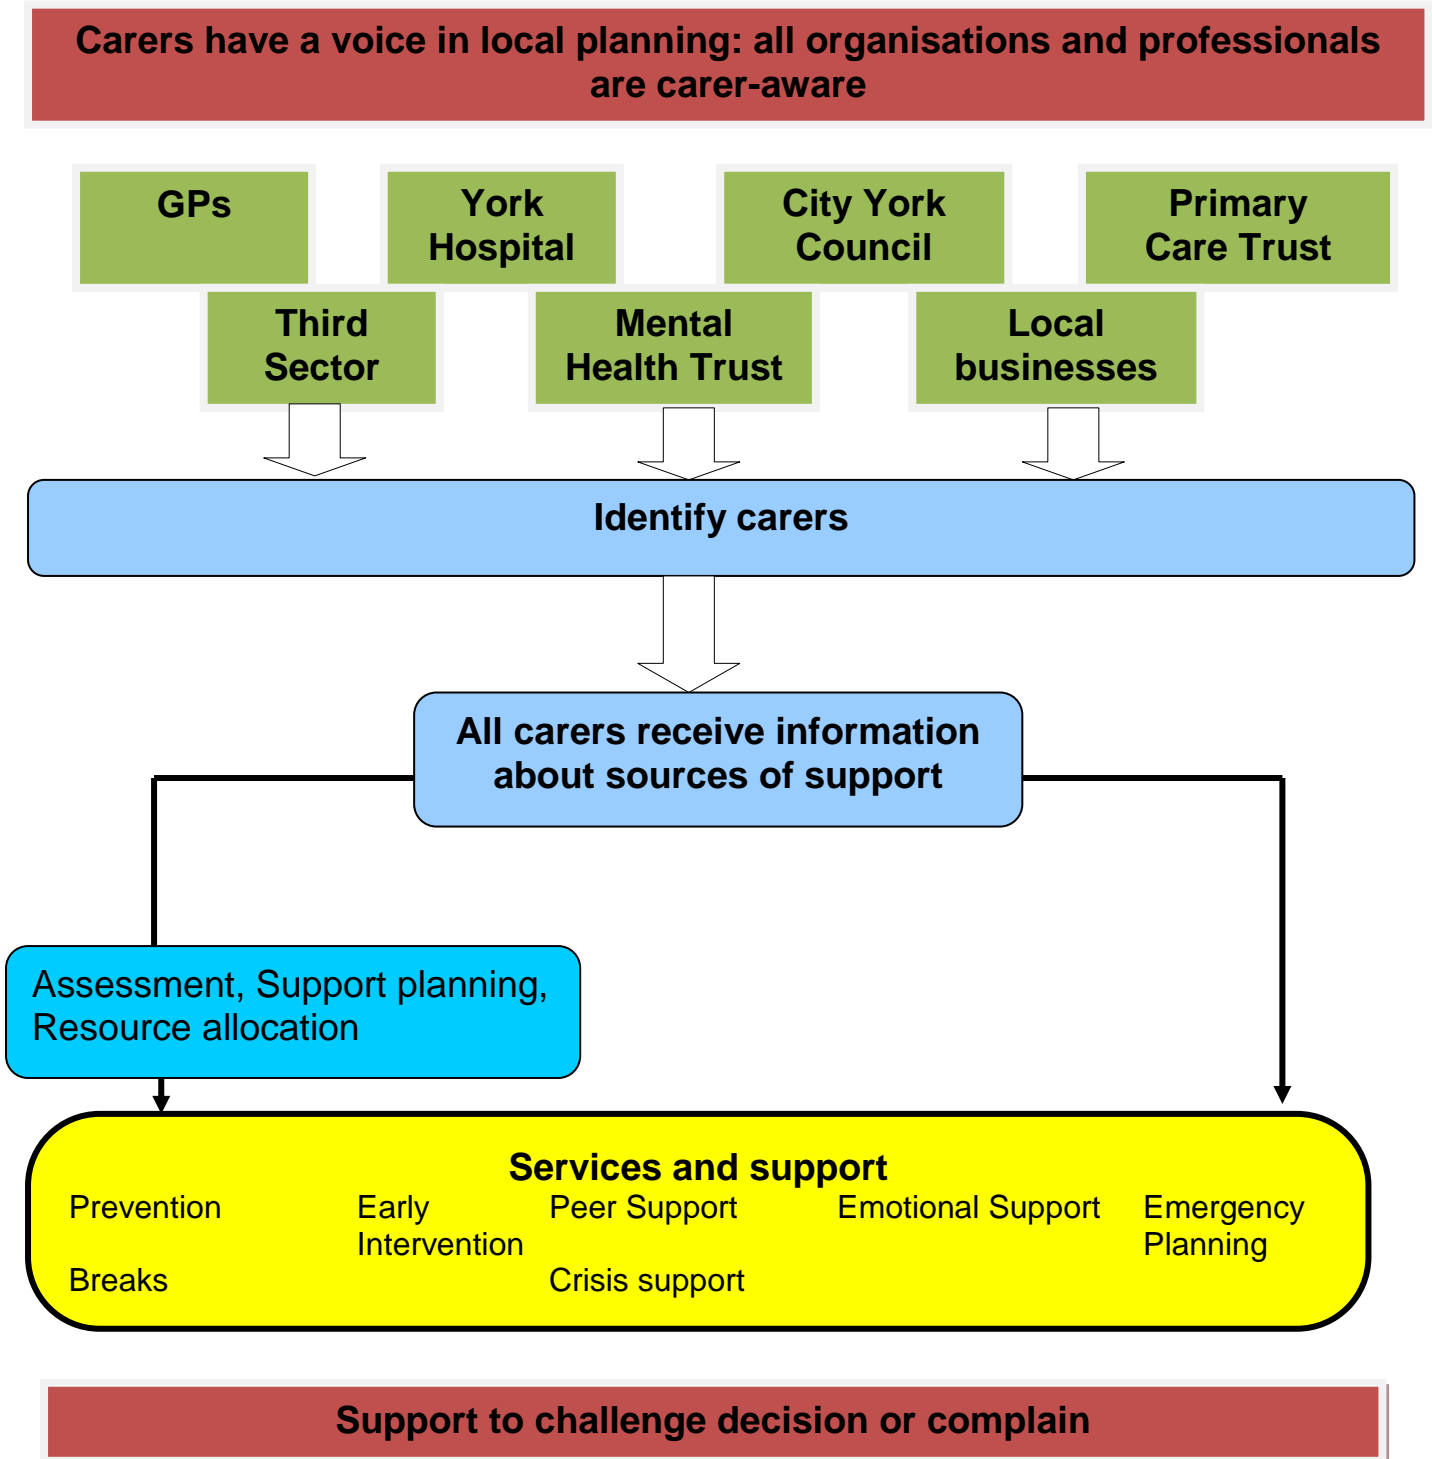 Carers have a voice in local planning: all organisations and professionals
are carer-aware
GPs
York
Hospital
City York
Council
Primary
Care Trust
Third
Sector
Mental
Health Trust
Local
businesses
Identify carers
All carers receive information
about sources of support
Assessment, Support planning,
Resource allocation
Services and support
Prevention
Early
Intervention
Peer Support
Emotional Support
Emergency
Planning
Breaks
Crisis support
Support to challenge decision or complain